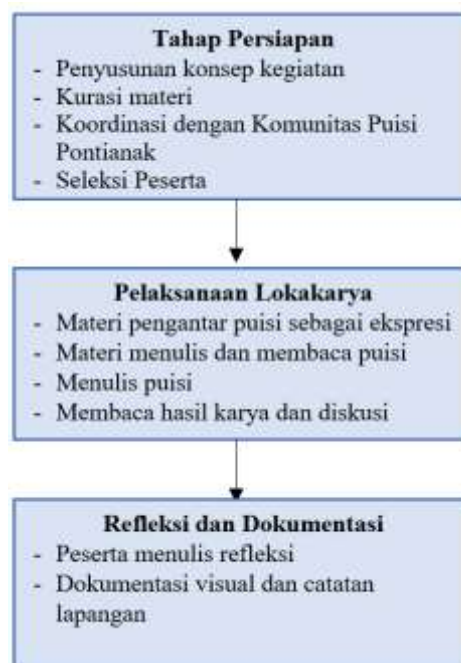 Tahap Persiapan
- Penyusunan konsep kegiatan
- Kurasi materi
- Koordinasi dengan Komunitas Puisi
Pontianak
- Seleksi Peserta
Pelaksanaan Lokakarya
- Materi pengantar puisi sebagai ekspresi
- Materi menulis dan membaca puisi
- Menulis puisi
- Membaca hasil karya dan diskusi
Refleksi dan Dokumentasi
- Peserta menulis refleksi
- Dokumentasi visual dan catatan
lapangan